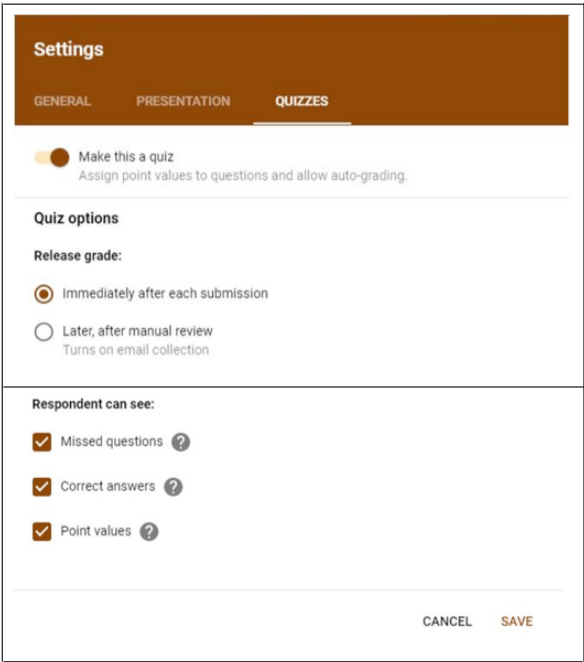 Settings
GENERAL PRESENTATION QUIZZES
Make this a quiz
Assign point values to questions and allow auto-grading.
Quiz options
Release grade:
Immediately after each submission
Later, after manual review
Turns on email collection
Respondent can see:
Missed questions ?
Correct answers ?
Point values ?
CANCEL SAVE